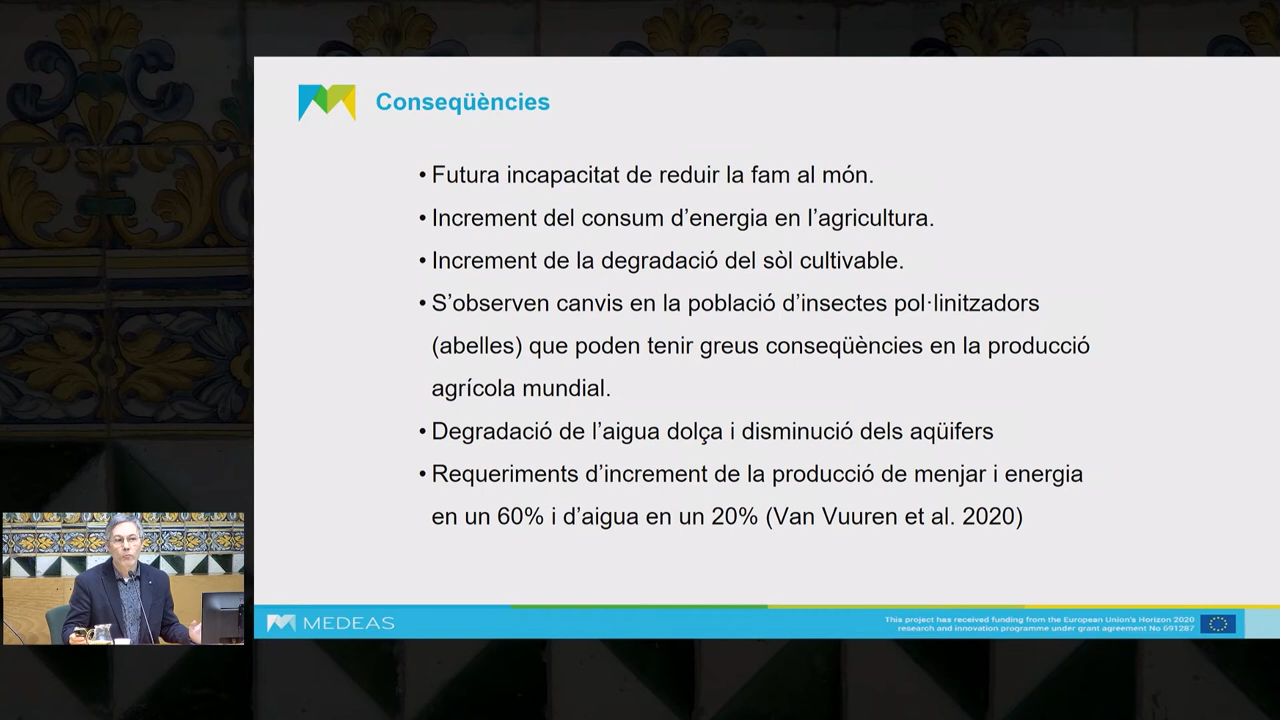 Conseqüències
• Futura incapacitat de reduir la fam al món.
• Increment del consum d’energia en l’agricultura.
• Increment de la degradació del sòl cultivable.
• S’observen canvis en la població d’insectes pol·linitzadors
(abelles) que poden tenir greus conseqüències en la producció
agrícola mundial.
• Degradació de l’aigua dolça i disminució dels aqüífers
• Requeriments d’increment de la producció de menjar i energia
en un 60% i d’aigua en un 20% (Van Vuuren et al. 2020)
MEDEAS
This project has received funding from the European Union's Horizon 2020
research and innovation programme under grant agreement No 691287